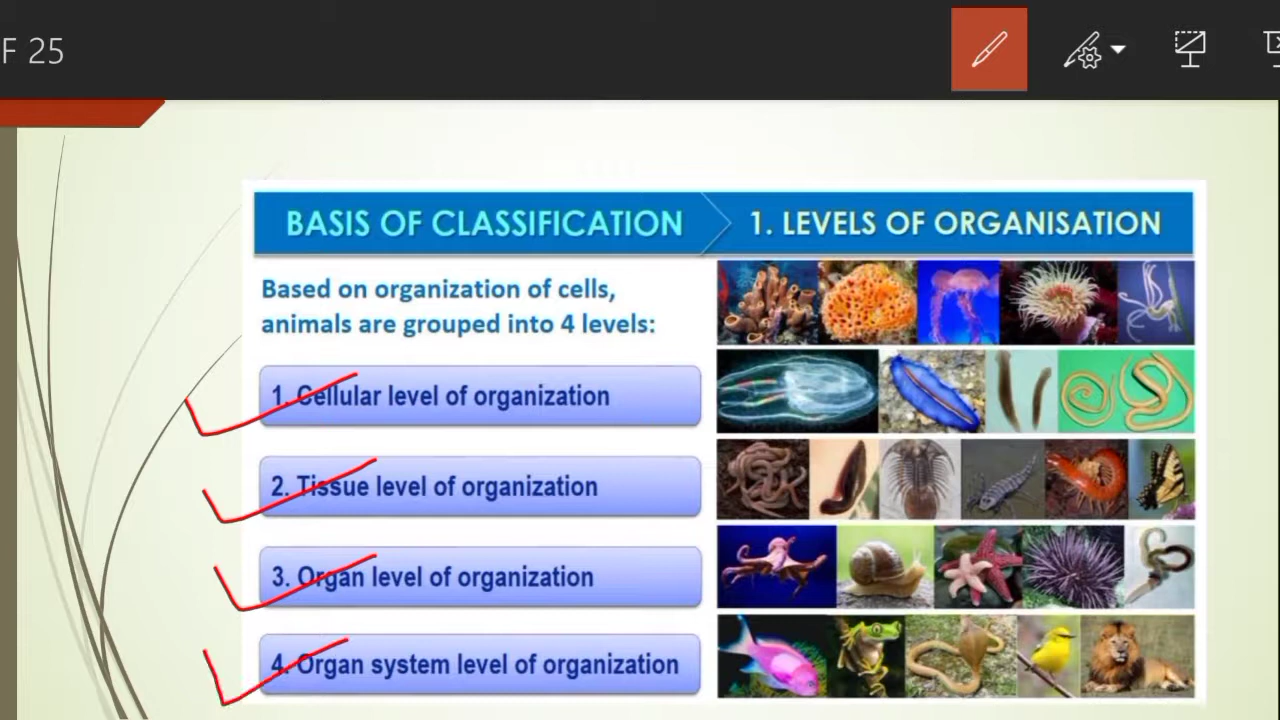 F 25
BASIS OF CLASSIFICATION
1. LEVELS OF ORGANISATION
Based on organization of cells,
animals are grouped into 4 levels:
1. Cellular level of organization
2. Tissue level of organization
3. Organ level of organization
4. Organ system level of organization